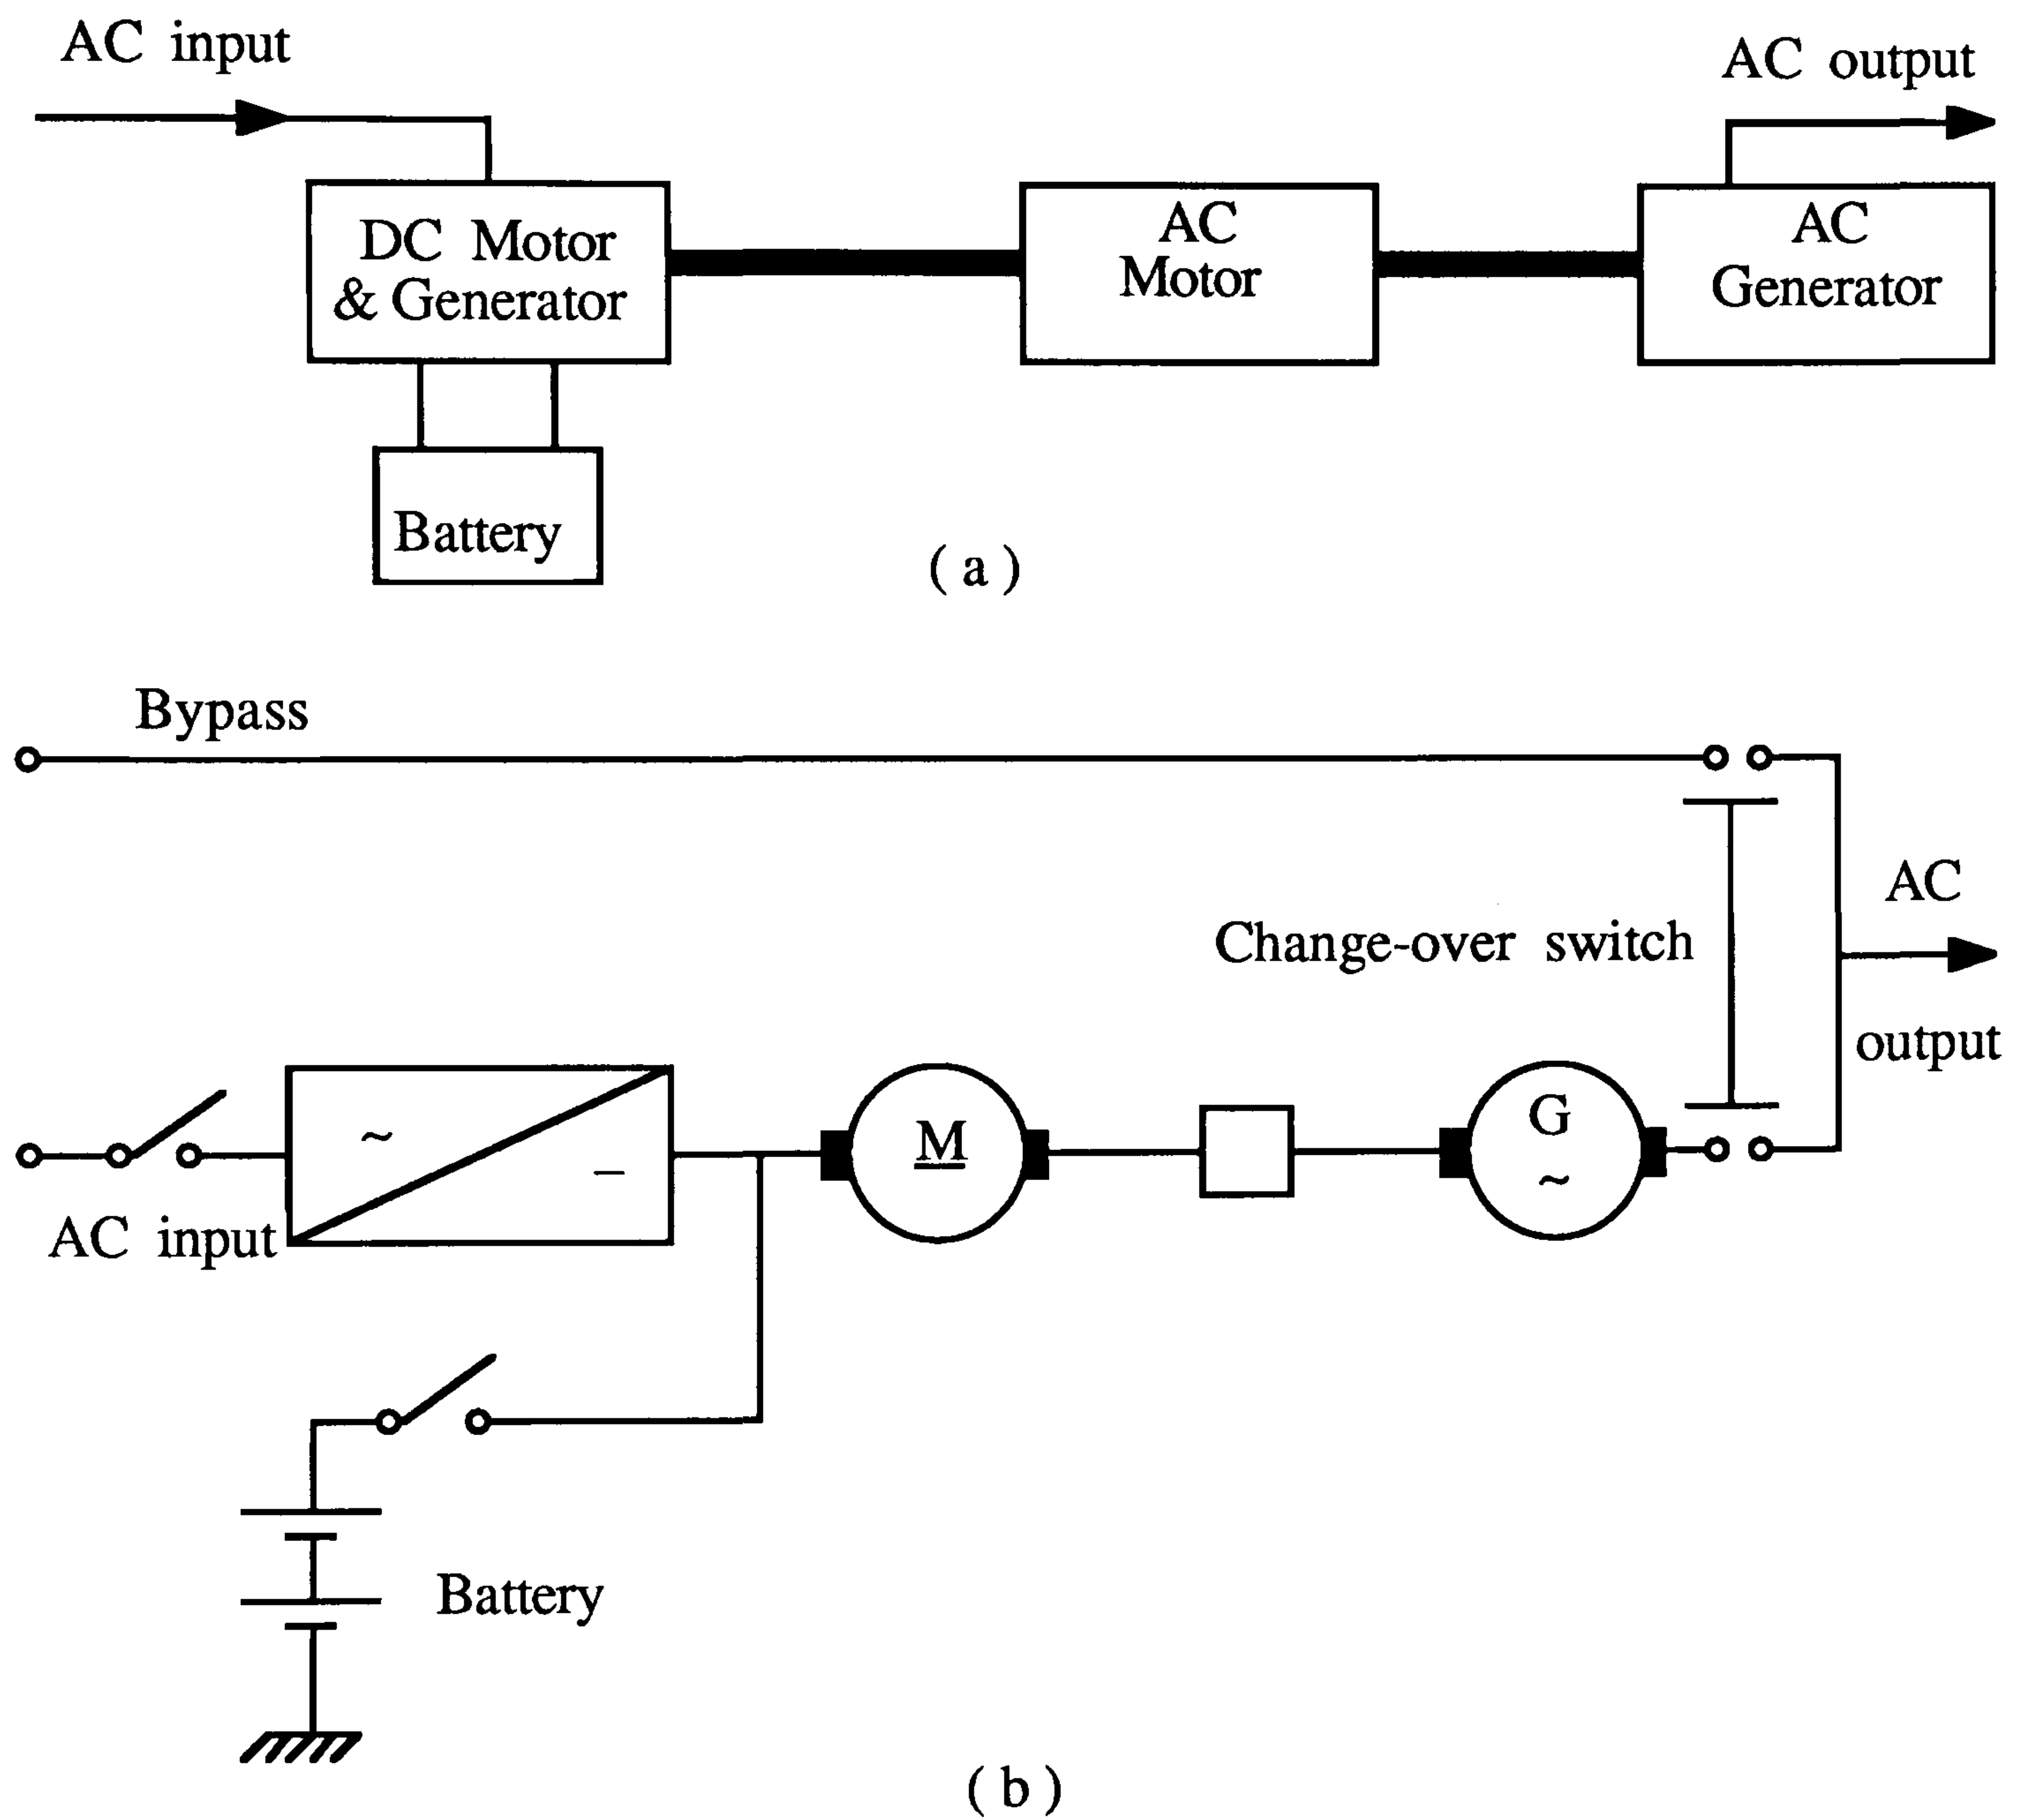 AC input
AC output
DC Motor
& Generator
AC
Motor
AC
Generator
Battery
( a )
Bypass
Change-over switch
AC
output
~
–
M
G
~
AC input
Battery
( b )